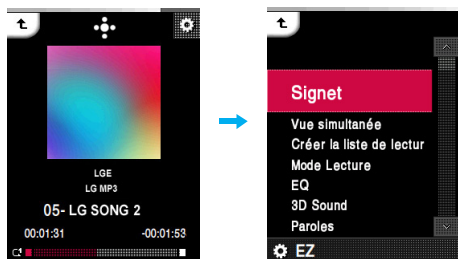 LGE
LG MP3
05- LG SONG 2
00:01:31 -00:01:53
Signet
Vue simultanée
Créer la liste de lectur
Mode Lecture
EQ
3D Sound
Paroles
EZ